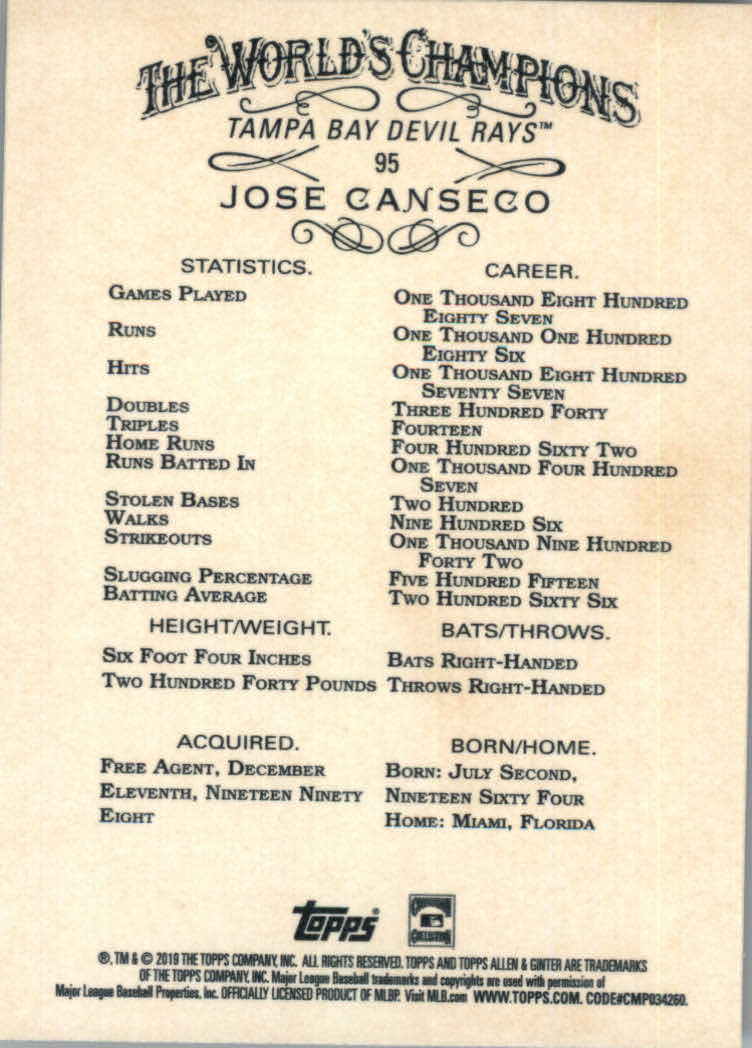 THE WORLD'S CHAMPIONS
TAMPA BAY DEVIL RAYS™
95
JOSE CANSECO
STATISTICS. CAREER.
GAMES PLAYED ONE THOUSAND EIGHT HUNDRED
EIGHTY SEVEN
RUNS ONE THOUSAND ONE HUNDRED
EIGHTY SIX
HITS ONE THOUSAND EIGHT HUNDRED
SEVENTY SEVEN
DOUBLES THREE HUNDRED FORTY
TRIPLES FOURTEEN
HOME RUNS FOUR HUNDRED SIXTY TWO
RUNS BATTED IN ONE THOUSAND FOUR HUNDRED
SEVEN
STOLEN BASES TWO HUNDRED
WALKS NINE HUNDRED SIX
STRIKEOUTS ONE THOUSAND NINE HUNDRED
FORTY TWO
SLUGGING PERCENTAGE FIVE HUNDRED FIFTEEN
BATTING AVERAGE TWO HUNDRED SIXTY SIX
HEIGHT/WEIGHT. BATS/THROWS.
SIX FOOT FOUR INCHES BATS RIGHT-HANDED
TWO HUNDRED FORTY POUNDS THROWS RIGHT-HANDED
ACQUIRED. BORN/HOME.
FREE AGENT, DECEMBER BORN: JULY SECOND,
ELEVENTH, NINETEEN NINETY NINETEEN SIXTY FOUR
EIGHT HOME: MIAMI, FLORIDA
Topps®
®, TM & © 2019 THE TOPPS COMPANY, INC. ALL RIGHTS RESERVED. TOPPS AND TOPPS ALLEN & GINTER ARE TRADEMARKS
OF THE TOPPS COMPANY, INC. Major League Baseball trademarks and copyrights are used with permission of
Major League Baseball Properties, Inc. OFFICIALLY LICENSED PRODUCT OF MLBP. Visit MLB.com WWW.TOPPS.COM. CODE#CMP034260.